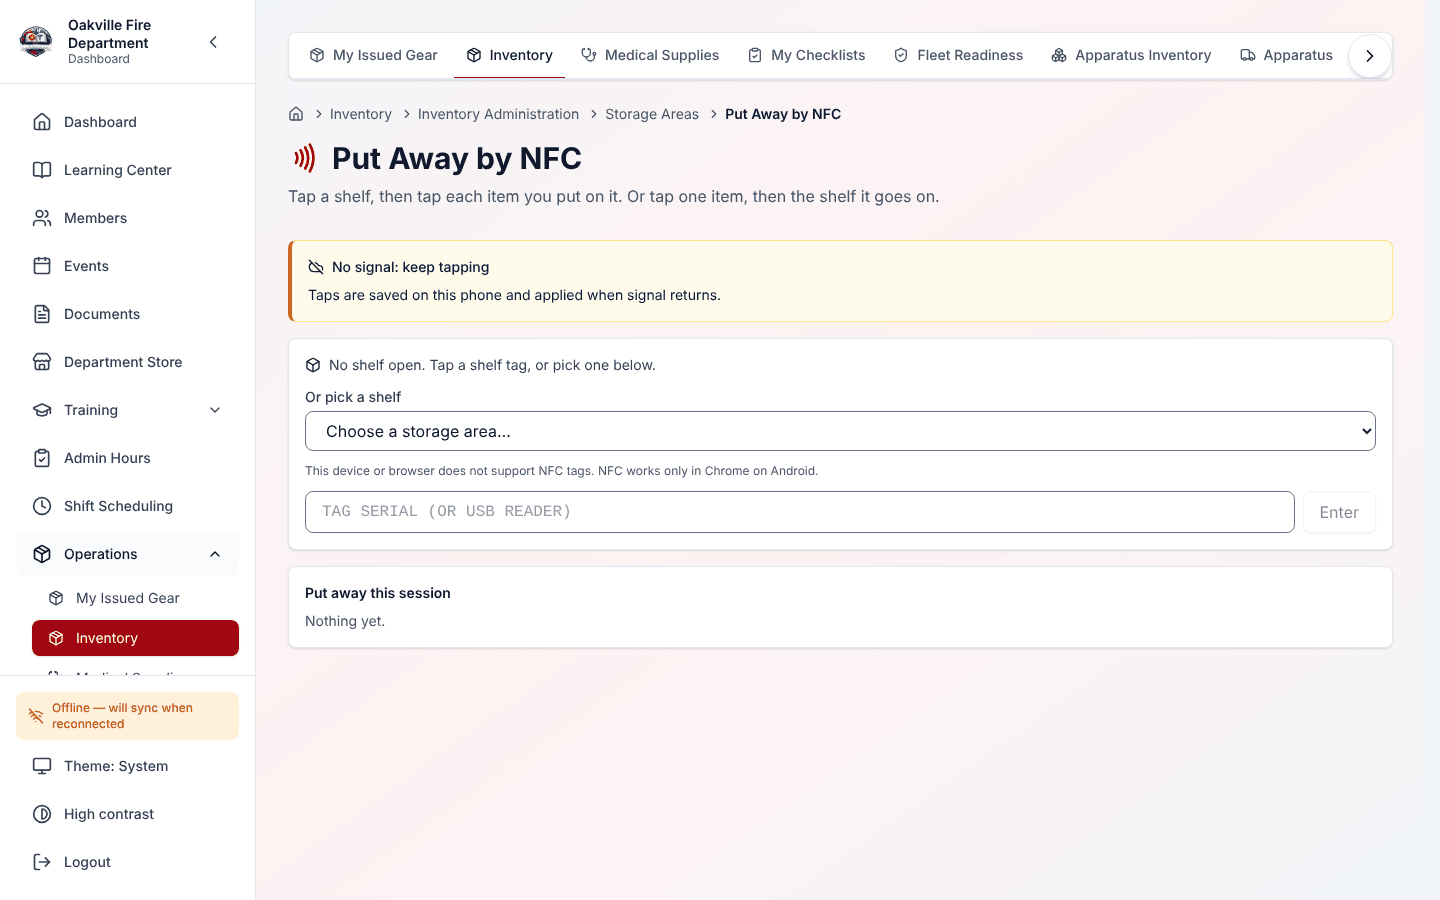 Oakville Fire
Department
Dashboard
Dashboard
Learning Center
Members
Events
Documents
Department Store
Training
Admin Hours
Shift Scheduling
Operations
My Issued Gear
Inventory
Offline — will sync when
reconnected
Theme: System
High contrast
Logout
My Issued Gear
Inventory
Medical Supplies
My Checklists
Fleet Readiness
Apparatus Inventory
Apparatus
Inventory
Inventory Administration
Storage Areas
Put Away by NFC
Put Away by NFC
Tap a shelf, then tap each item you put on it. Or tap one item, then the shelf it goes on.
No signal: keep tapping
Taps are saved on this phone and applied when signal returns.
No shelf open. Tap a shelf tag, or pick one below.
Or pick a shelf
Choose a storage area...
This device or browser does not support NFC tags. NFC works only in Chrome on Android.
TAG SERIAL (OR USB READER)
Enter
Put away this session
Nothing yet.